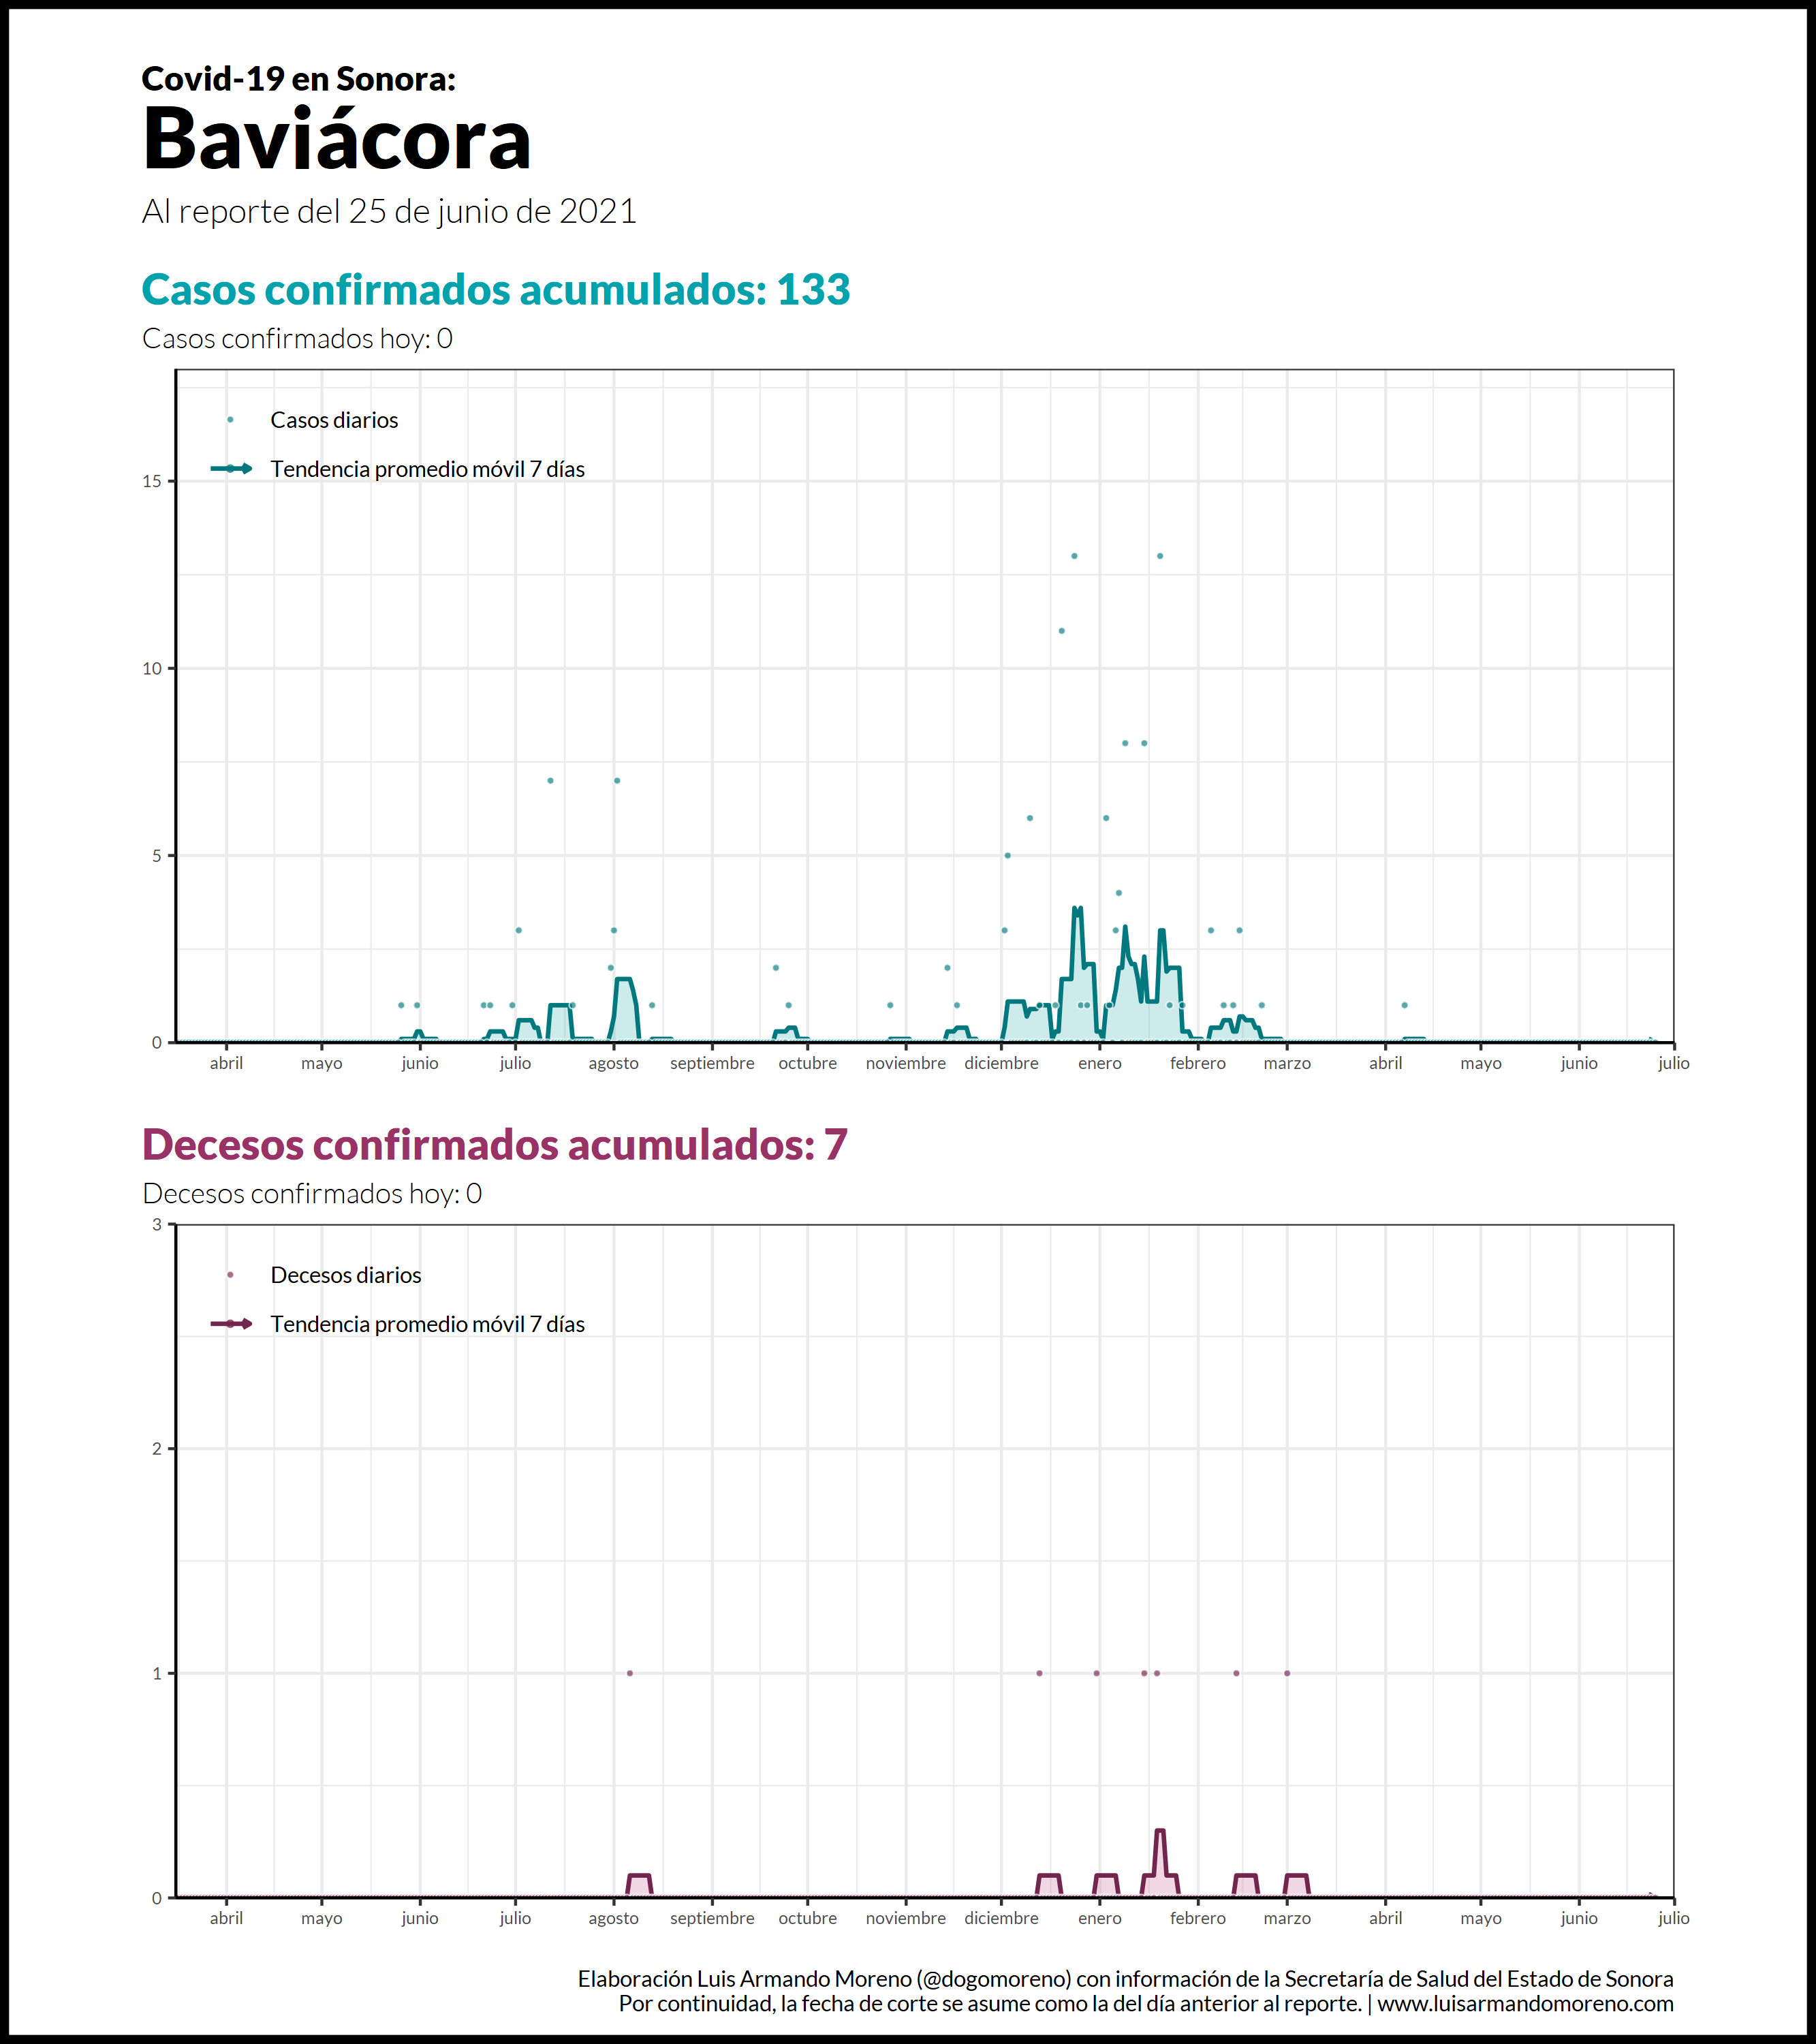 Covid-19 en Sonora:
Baviácora
Al reporte del 25 de junio de 2021
Casos confirmados acumulados: 133
Casos confirmados hoy: 0
Casos diarios
Tendencia promedio móvil 7 días
15
10
5
0
abril mayo junio julio agosto septiembre octubre noviembre diciembre enero febrero marzo abril mayo junio julio
Decesos confirmados acumulados: 7
Decesos confirmados hoy: 0
3
Decesos diarios
Tendencia promedio móvil 7 días
2
1
0
abril mayo junio julio agosto septiembre octubre noviembre diciembre enero febrero marzo abril mayo junio julio
Elaboración Luis Armando Moreno (@dogomoreno) con información de la Secretaría de Salud del Estado de Sonora
Por continuidad, la fecha de corte se asume como la del día anterior al reporte. | www.luisarmandomoreno.com